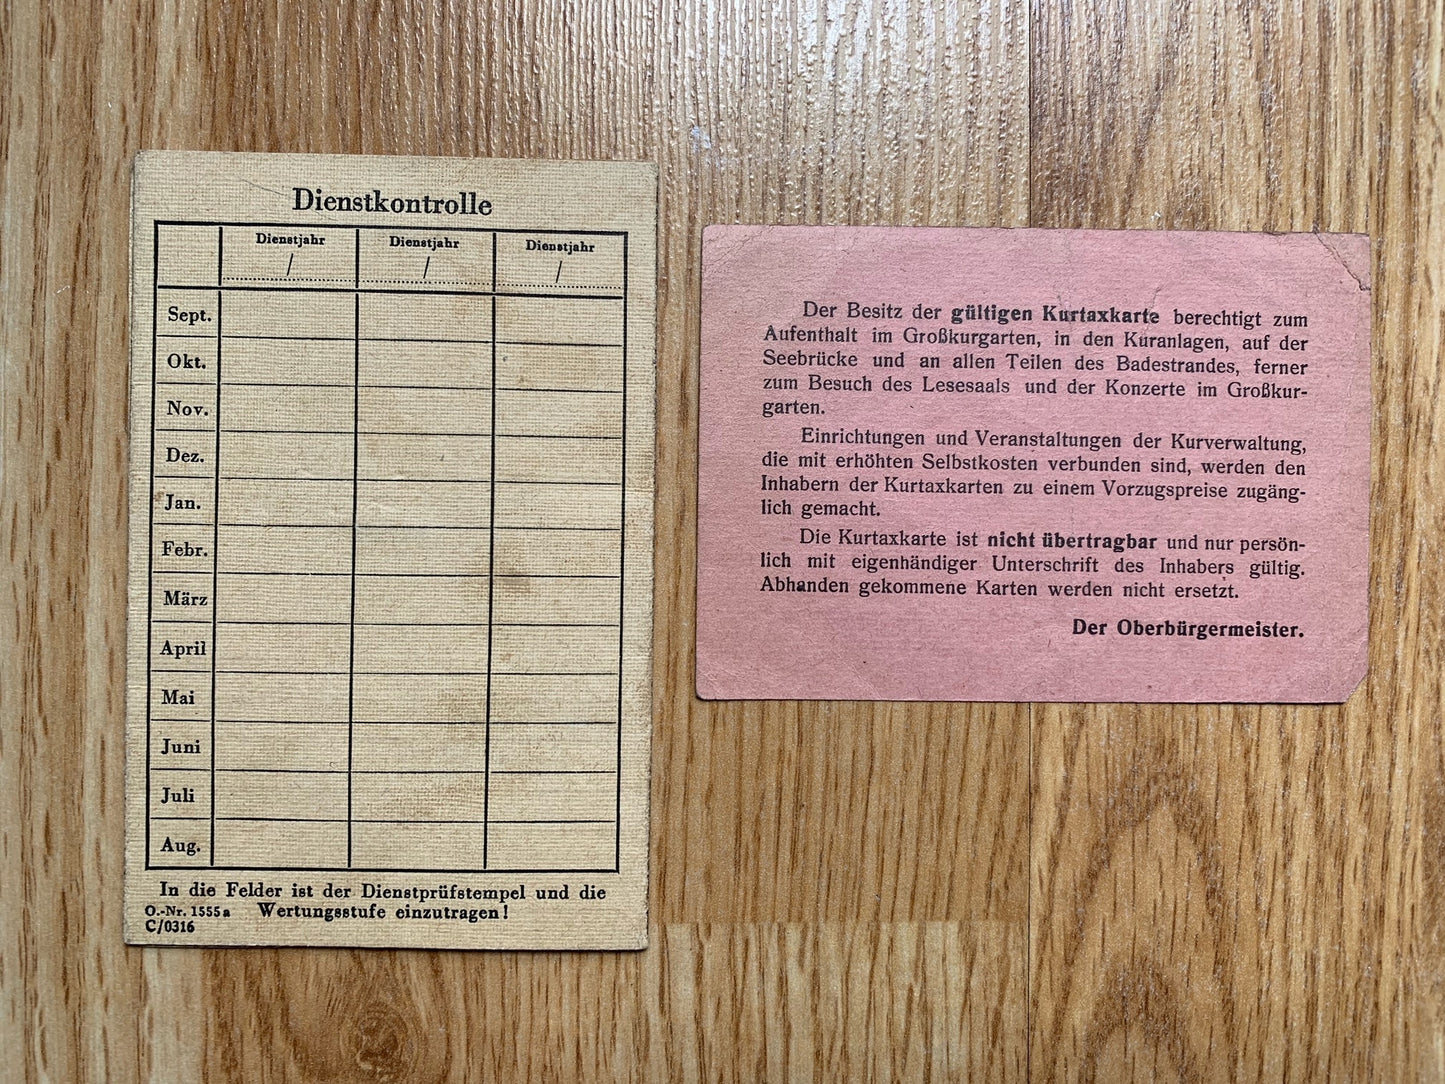 Dienstkontrolle
Dienstjahr Dienstjahr Dienstjahr
/ / /
Sept.
Okt.
Nov.
Dez.
Jan.
Febr.
März
April
Mai
Juni
Juli
Aug.
In die Felder ist der Dienstprüfstempel und die
O.-Nr. 1555a Wertungsstufe einzutragen!
C/0316
Der Besitz der gültigen Kurtaxkarte berechtigt zum
Aufenthalt im Großkurgarten, in den Kuranlagen, auf der
Seebrücke und an allen Teilen des Badestrandes, ferner
zum Besuch des Lesesaals und der Konzerte im Großkur-
garten.
Einrichtungen und Veranstaltungen der Kurverwaltung,
die mit erhöhten Selbstkosten verbunden sind, werden den
Inhabern der Kurtaxkarten zu einem Vorzugspreise zugäng-
lich gemacht.
Die Kurtaxkarte ist nicht übertragbar und nur persön-
lich mit eigenhändiger Unterschrift des Inhabers gültig.
Abhanden gekommene Karten werden nicht ersetzt.
Der Oberbürgermeister.